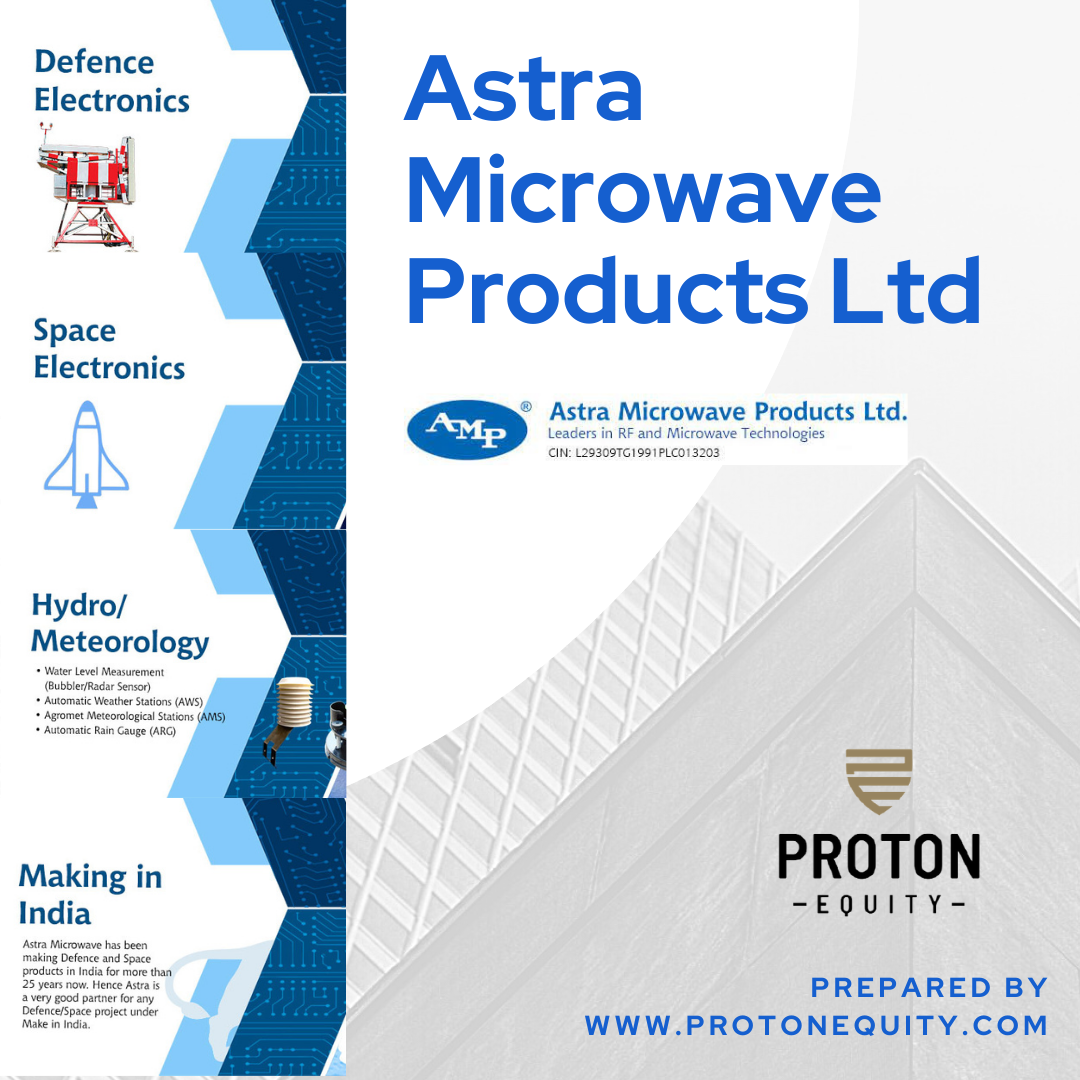 Defence
Electronics
Space
Electronics
Hydro/
Meteorology
• Water Level Measurement
(Bubbler/Radar Sensor)
• Automatic Weather Stations (AWS)
• Agromet Meteorological Stations (AMS)
• Automatic Rain Gauge (ARG)
Making in
India
Astra Microwave has been
making Defence and Space
products in India for more than
25 years now. Hence Astra is
a very good partner for any
Defence/Space project under
Make in India.
Astra
Microwave
Products Ltd
AMP®
Astra Microwave Products Ltd.
Leaders in RF and Microwave Technologies
CIN: L29309TG1991PLC013203
PROTON
–EQUITY–
PREPARED BY
WWW.PROTONEQUITY.COM